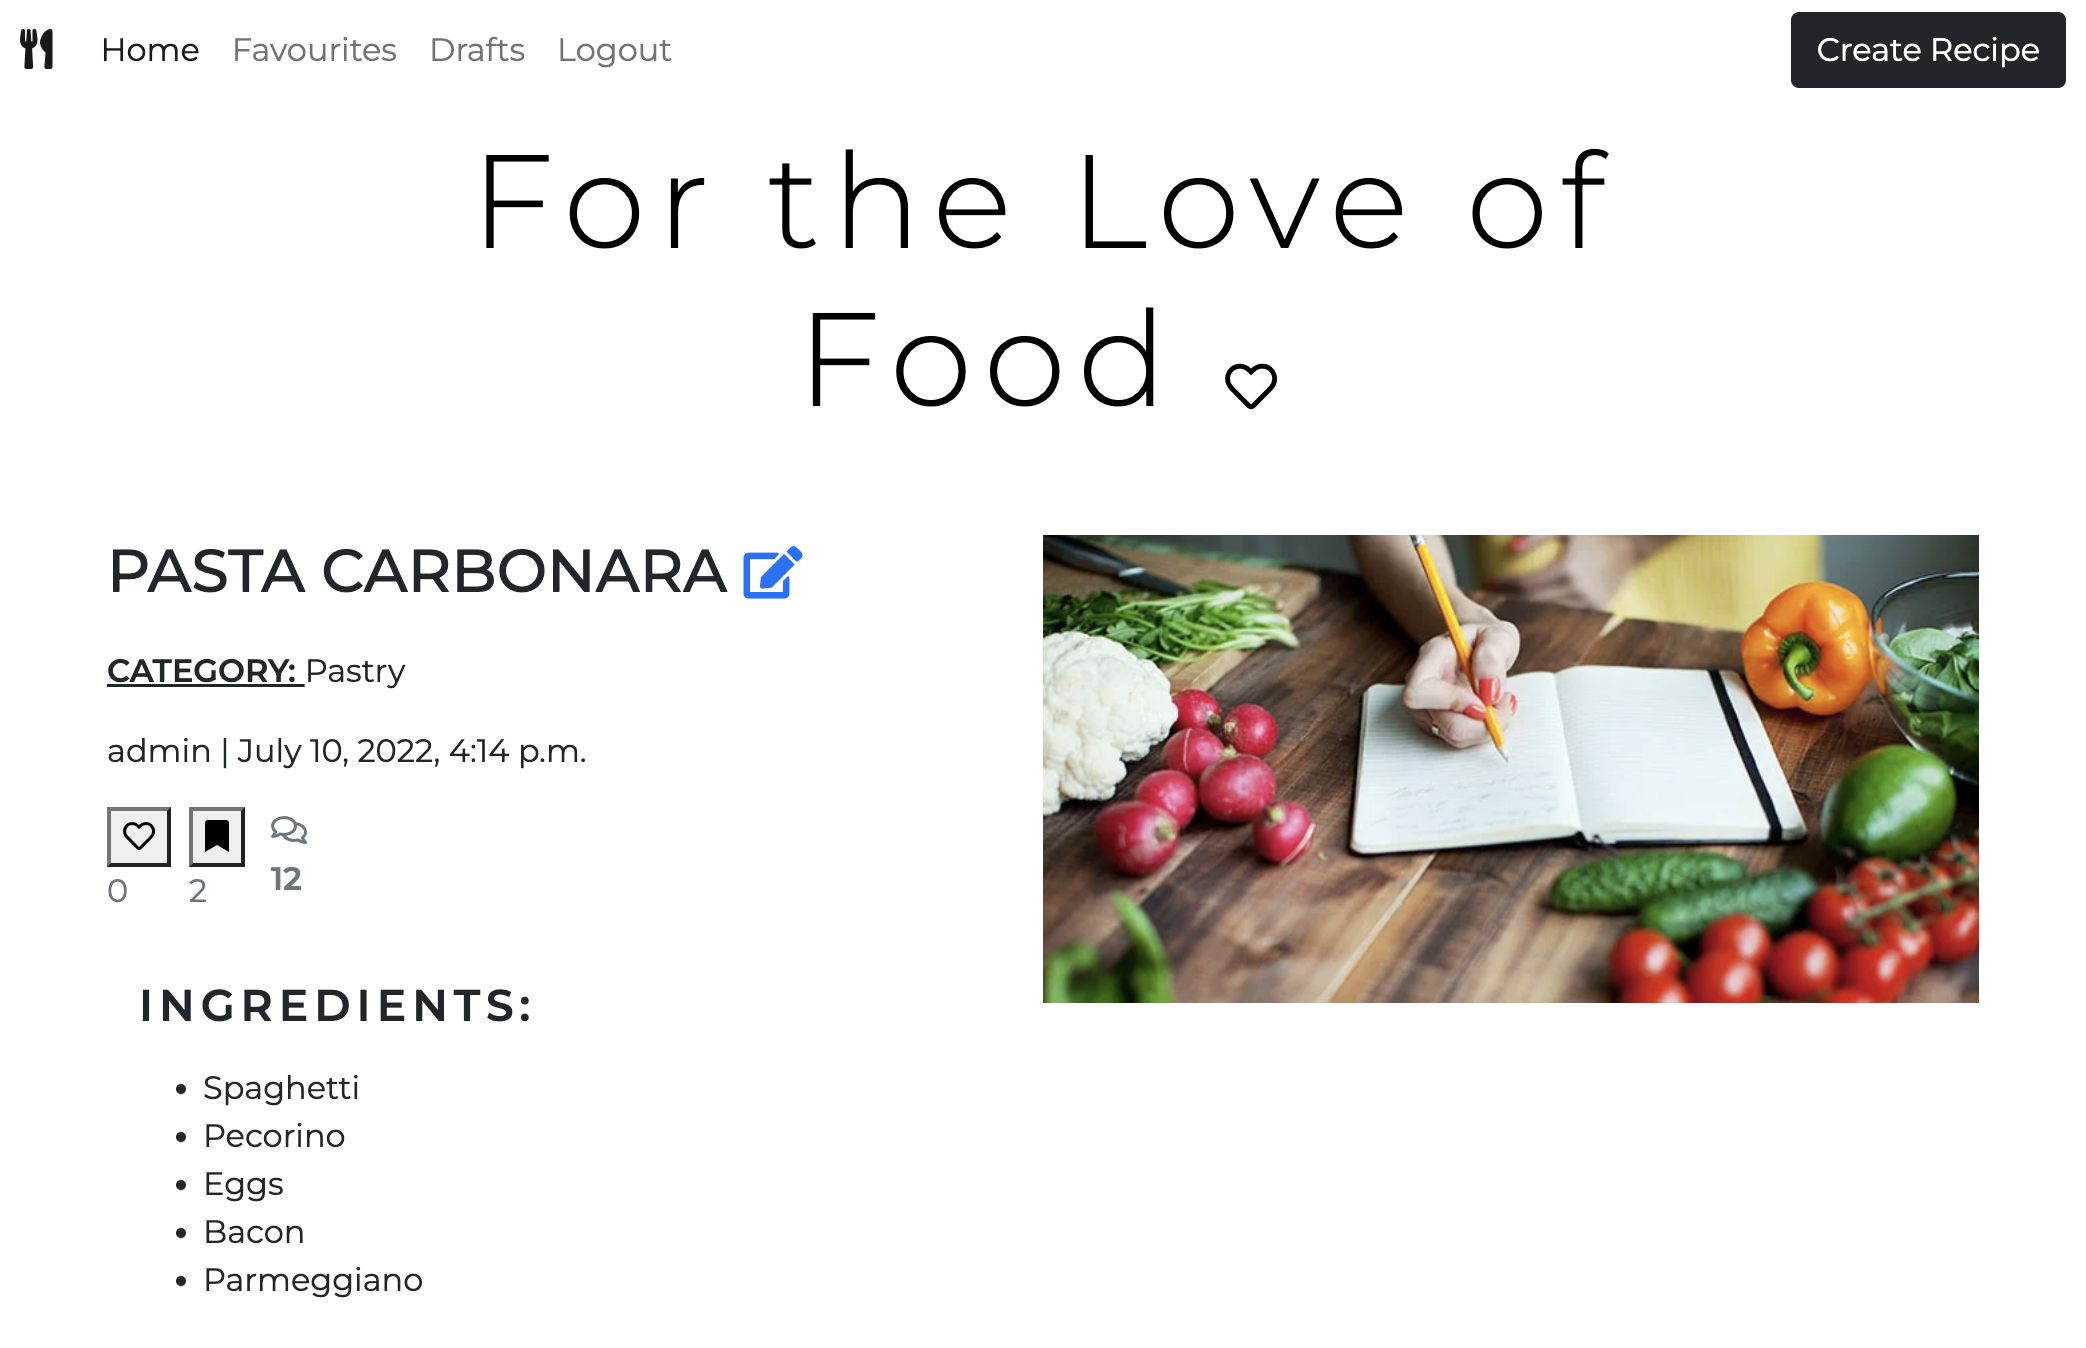 Home Favourites Drafts Logout Create Recipe
For the Love of
Food
PASTA CARBONARA
CATEGORY: Pastry
admin | July 10, 2022, 4:14 p.m.
0 2 12
INGREDIENTS:
• Spaghetti
• Pecorino
• Eggs
• Bacon
• Parmeggiano